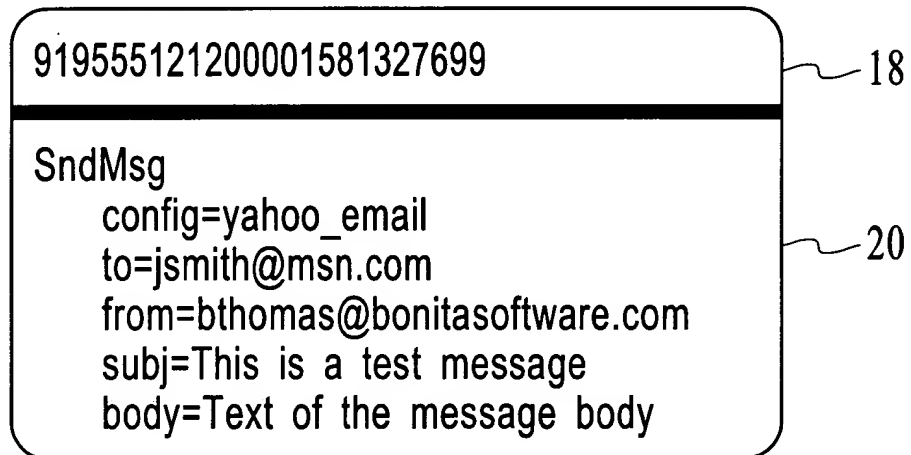 919555121200001581327699
18
SndMsg
config=yahoo_email
to=jsmith@msn.com
from=bthomas@bonitasoftware.com
20
subj=This is a test message
body=Text of the message body